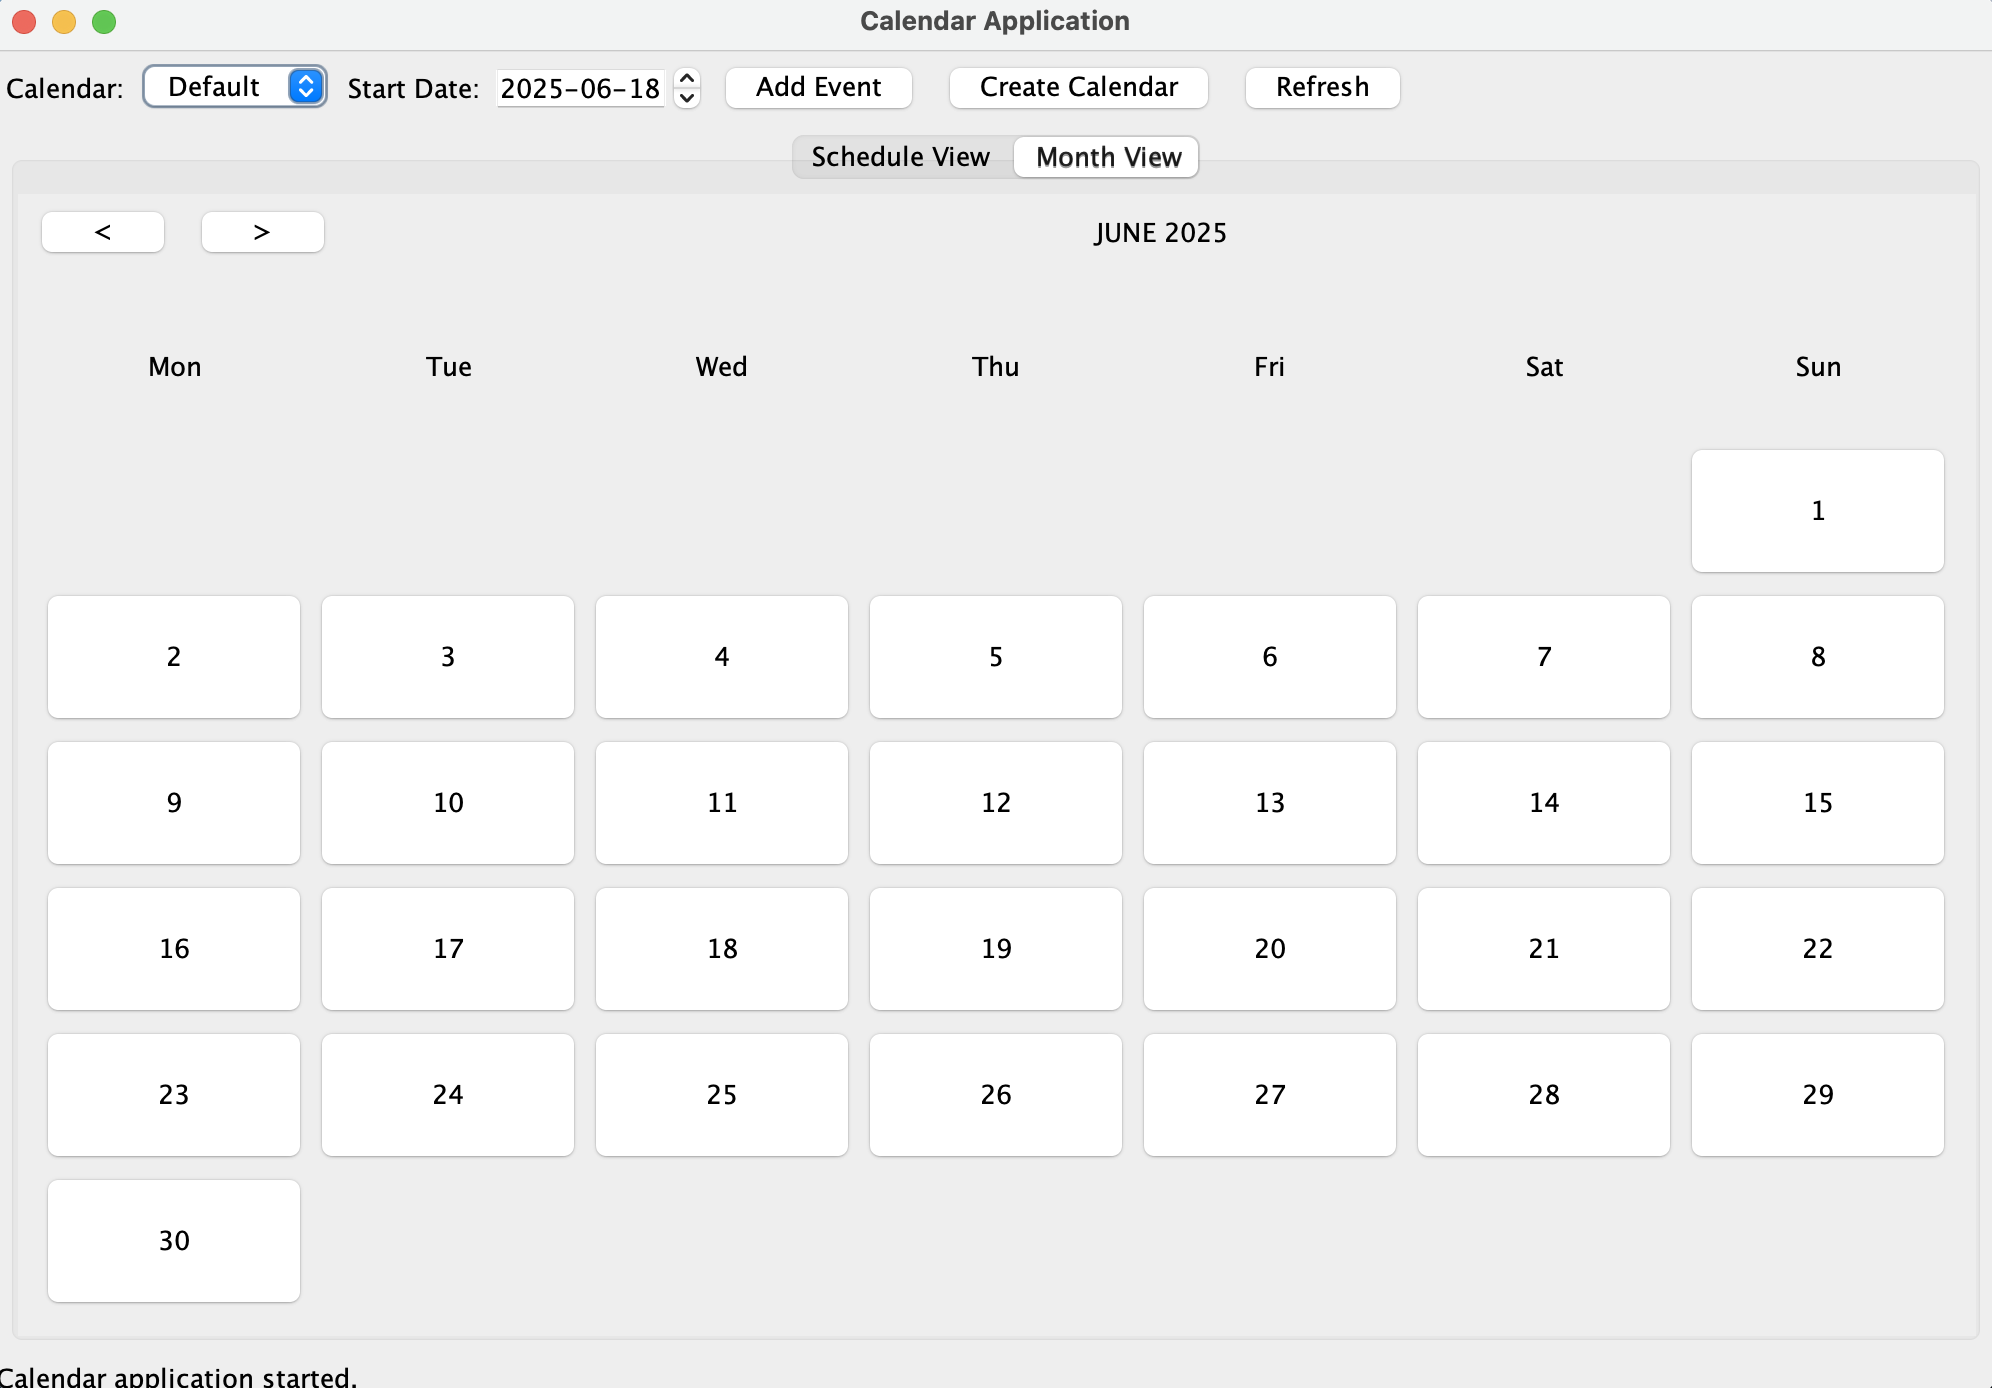 Calendar Application
Calendar: Default Start Date: 2025-06-18 Add Event Create Calendar Refresh
Schedule View Month View
< > JUNE 2025
Mon Tue Wed Thu Fri Sat Sun
1
2 3 4 5 6 7 8
9 10 11 12 13 14 15
16 17 18 19 20 21 22
23 24 25 26 27 28 29
30
Calendar application started.